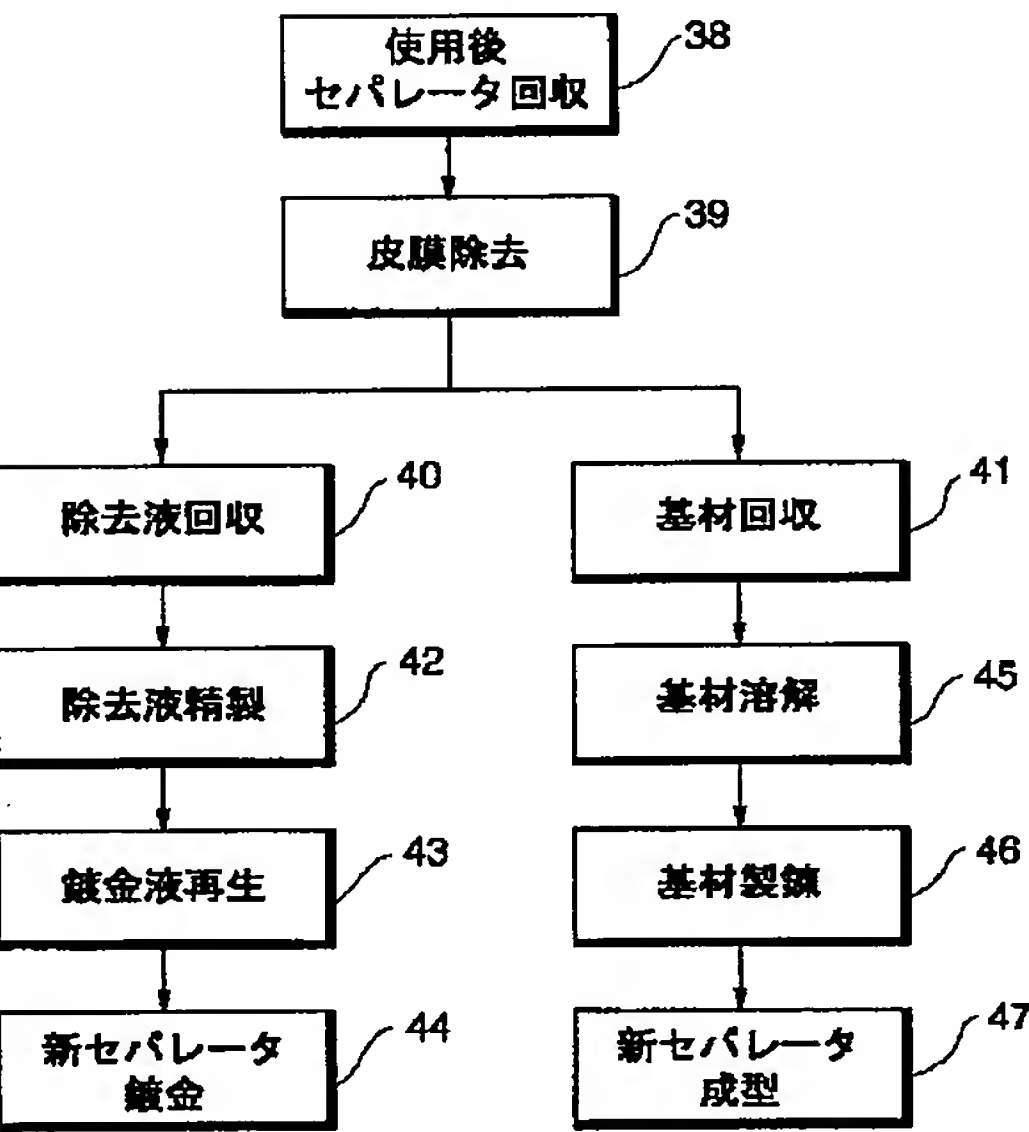 使用後
セパレータ回収
38
皮膜除去
39
除去液回収
40
基材回収
41
除去液精製
42
基材溶解
45
鍍金液再生
43
基材製錬
46
新セパレータ
鍍金
44
新セパレータ
成型
47